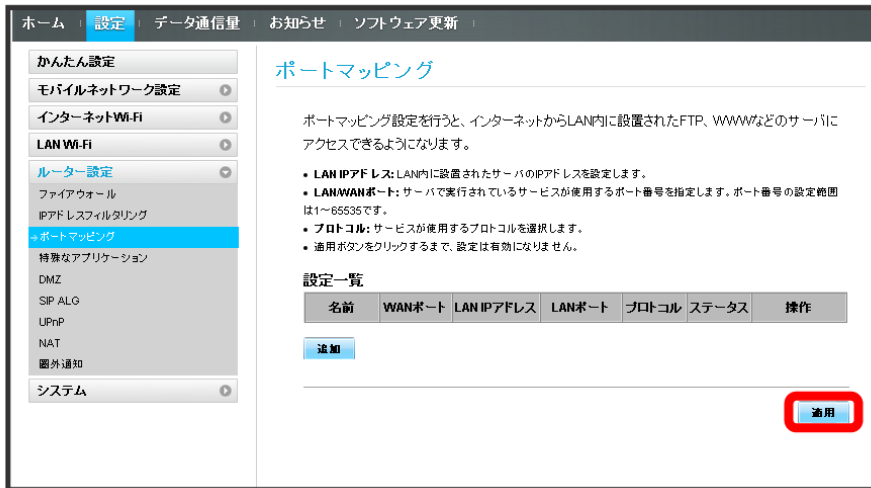 ホーム 設定 データ通信量 お知らせ ソフトウェア更新
かんたん設定
モバイルネットワーク設定
インターネットWi-Fi
LAN Wi-Fi
ルーター設定
ファイアウォール
IPアドレスフィルタリング
ポートマッピング
特殊なアプリケーション
DMZ
SIP ALG
UPnP
NAT
圏外通知
システム
ポートマッピング
ポートマッピング設定を行うと、インターネットからLAN内に設置されたFTP、WWWなどのサーバに
アクセスできるようになります。
• LAN IPアドレス: LAN内に設置されたサーバのIPアドレスを設定します。
• LAN/WANポート: サーバで実行されているサービスが使用するポート番号を指定します。ポート番号の設定範囲
は1～65535です。
• プロトコル: サービスが使用するプロトコルを選択します。
• 適用ボタンをクリックするまで、設定は有効になりません。
設定一覧
名前 WANポート LAN IPアドレス LANポート プロトコル ステータス 操作
追加
適用